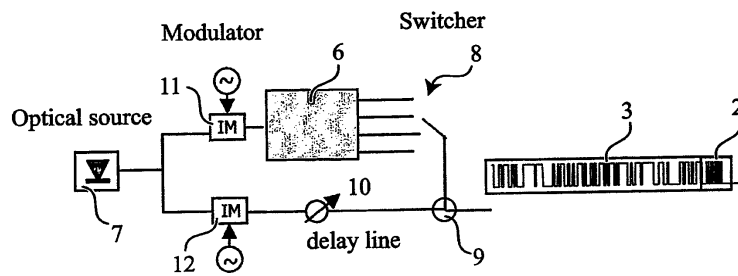 Modulator
Switcher
6
8
11
~
IM
Optical source
3
2
7
10
IM
12
~
delay line
9